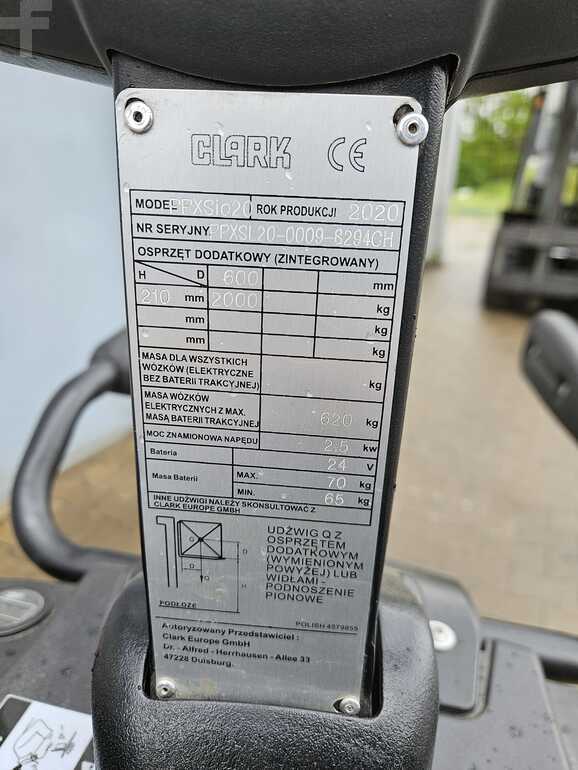 CLARK CE
MODEL PPXSio20 ROK PRODUKCJI 2020
NR SERYJNY PPXSL20-0009-8294CH
OSPRZĘT DODATKOWY (ZINTEGROWANY)
H D 600 mm
210 mm 2000 kg
mm kg
mm kg
MASA DLA WSZYSTKICH
WÓZKÓW (ELEKTRYCZNE
BEZ BATERII TRAKCYJNEJ) kg
MASA WÓZKÓW
ELEKTRYCZNYCH Z MAX.
MASĄ BATERII TRAKCYJNEJ 620 kg
MOC ZNAMIONOWA NAPĘDU 2,5 kw
Bateria 24 V
Masa Baterii MAX. 70 kg
MIN. 65 kg
INNE UDŹWIGI NALEŻY SKONSULTOWAĆ Z
CLARK EUROPE GMBH
Q
D
Q
D
H
PODŁOŻE
UDŹWIG Q Z
OSPRZĘTEM
DODATKOWYM
(WYMIENIONYM
POWYŻEJ) LUB
WIDŁAMI-
PODNOSZENIE
PIONOWE
POLISH 4579855
Autoryzowany Przedstawiciel :
Clark Europe GmbH
Dr. - Alfred - Herrhausen - Allee 33
47228 Duisburg.